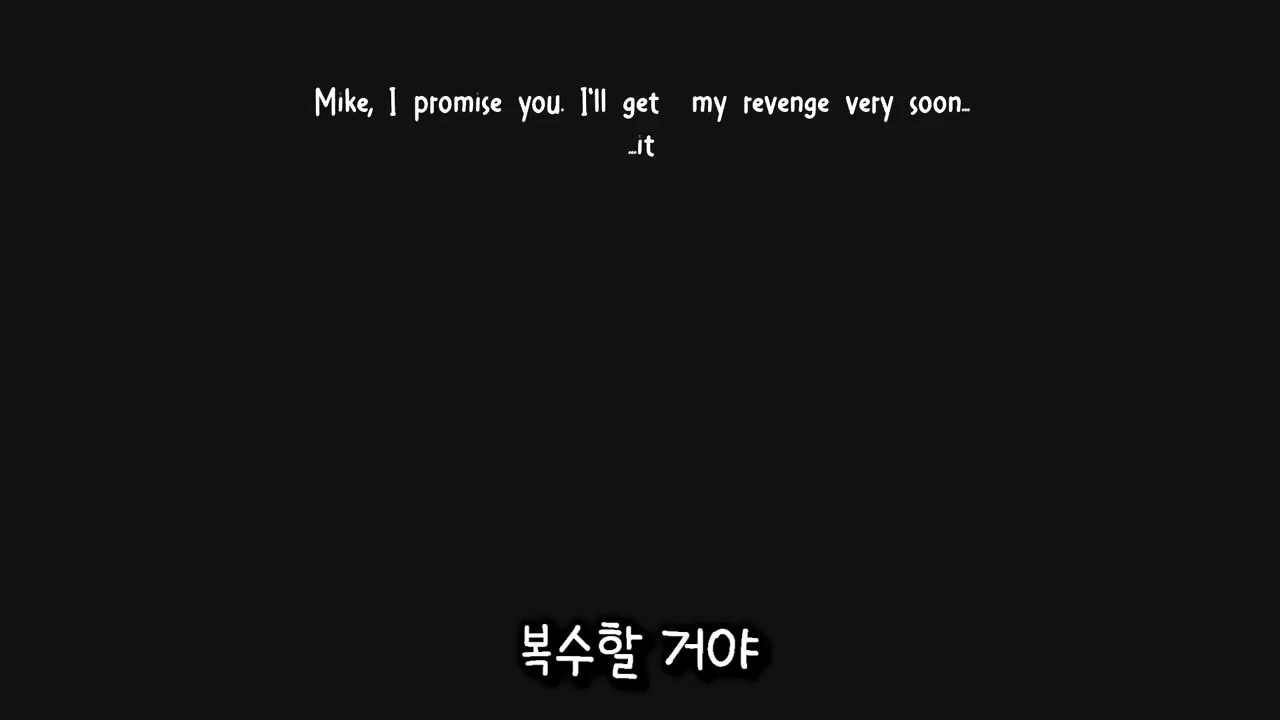 Mike, I promise you. I'll get my revenge very soon...
...it
복수할 거야